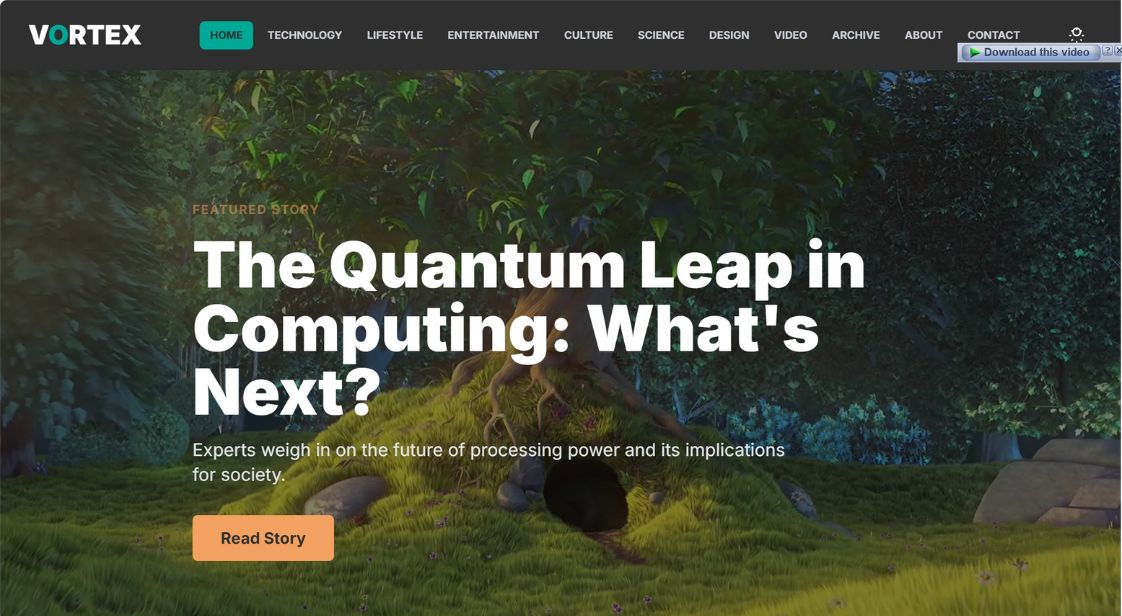 VORTEX
HOME TECHNOLOGY LIFESTYLE ENTERTAINMENT CULTURE SCIENCE DESIGN VIDEO ARCHIVE ABOUT CONTACT
Download this video ?
FEATURED STORY
The Quantum Leap in
Computing: What's
Next?
Experts weigh in on the future of processing power and its implications
for society.
Read Story